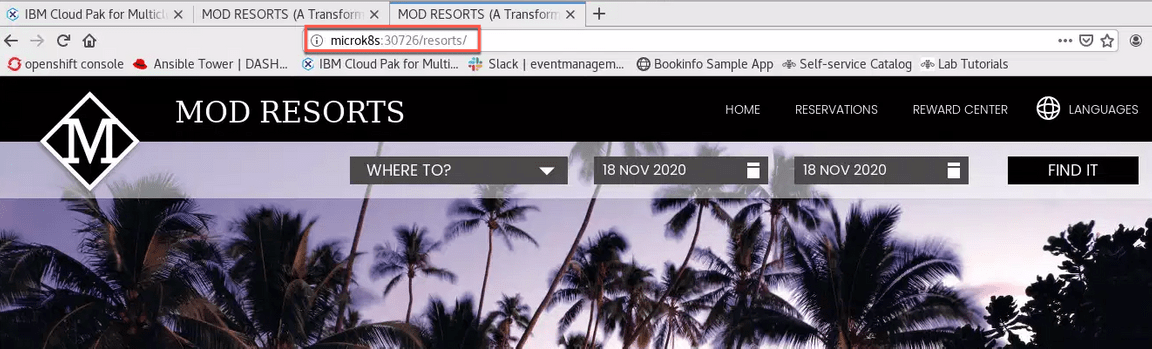 IBM Cloud Pak for Multicl
MOD RESORTS (A Transform
MOD RESORTS (A Transform
microk8s:30726/resorts/
openshift console
Ansible Tower | DASH...
IBM Cloud Pak for Multi...
Slack | eventmanagem...
Bookinfo Sample App
Self-service Catalog
Lab Tutorials
M
MOD RESORTS
HOME
RESERVATIONS
REWARD CENTER
LANGUAGES
WHERE TO?
18 NOV 2020
18 NOV 2020
FIND IT